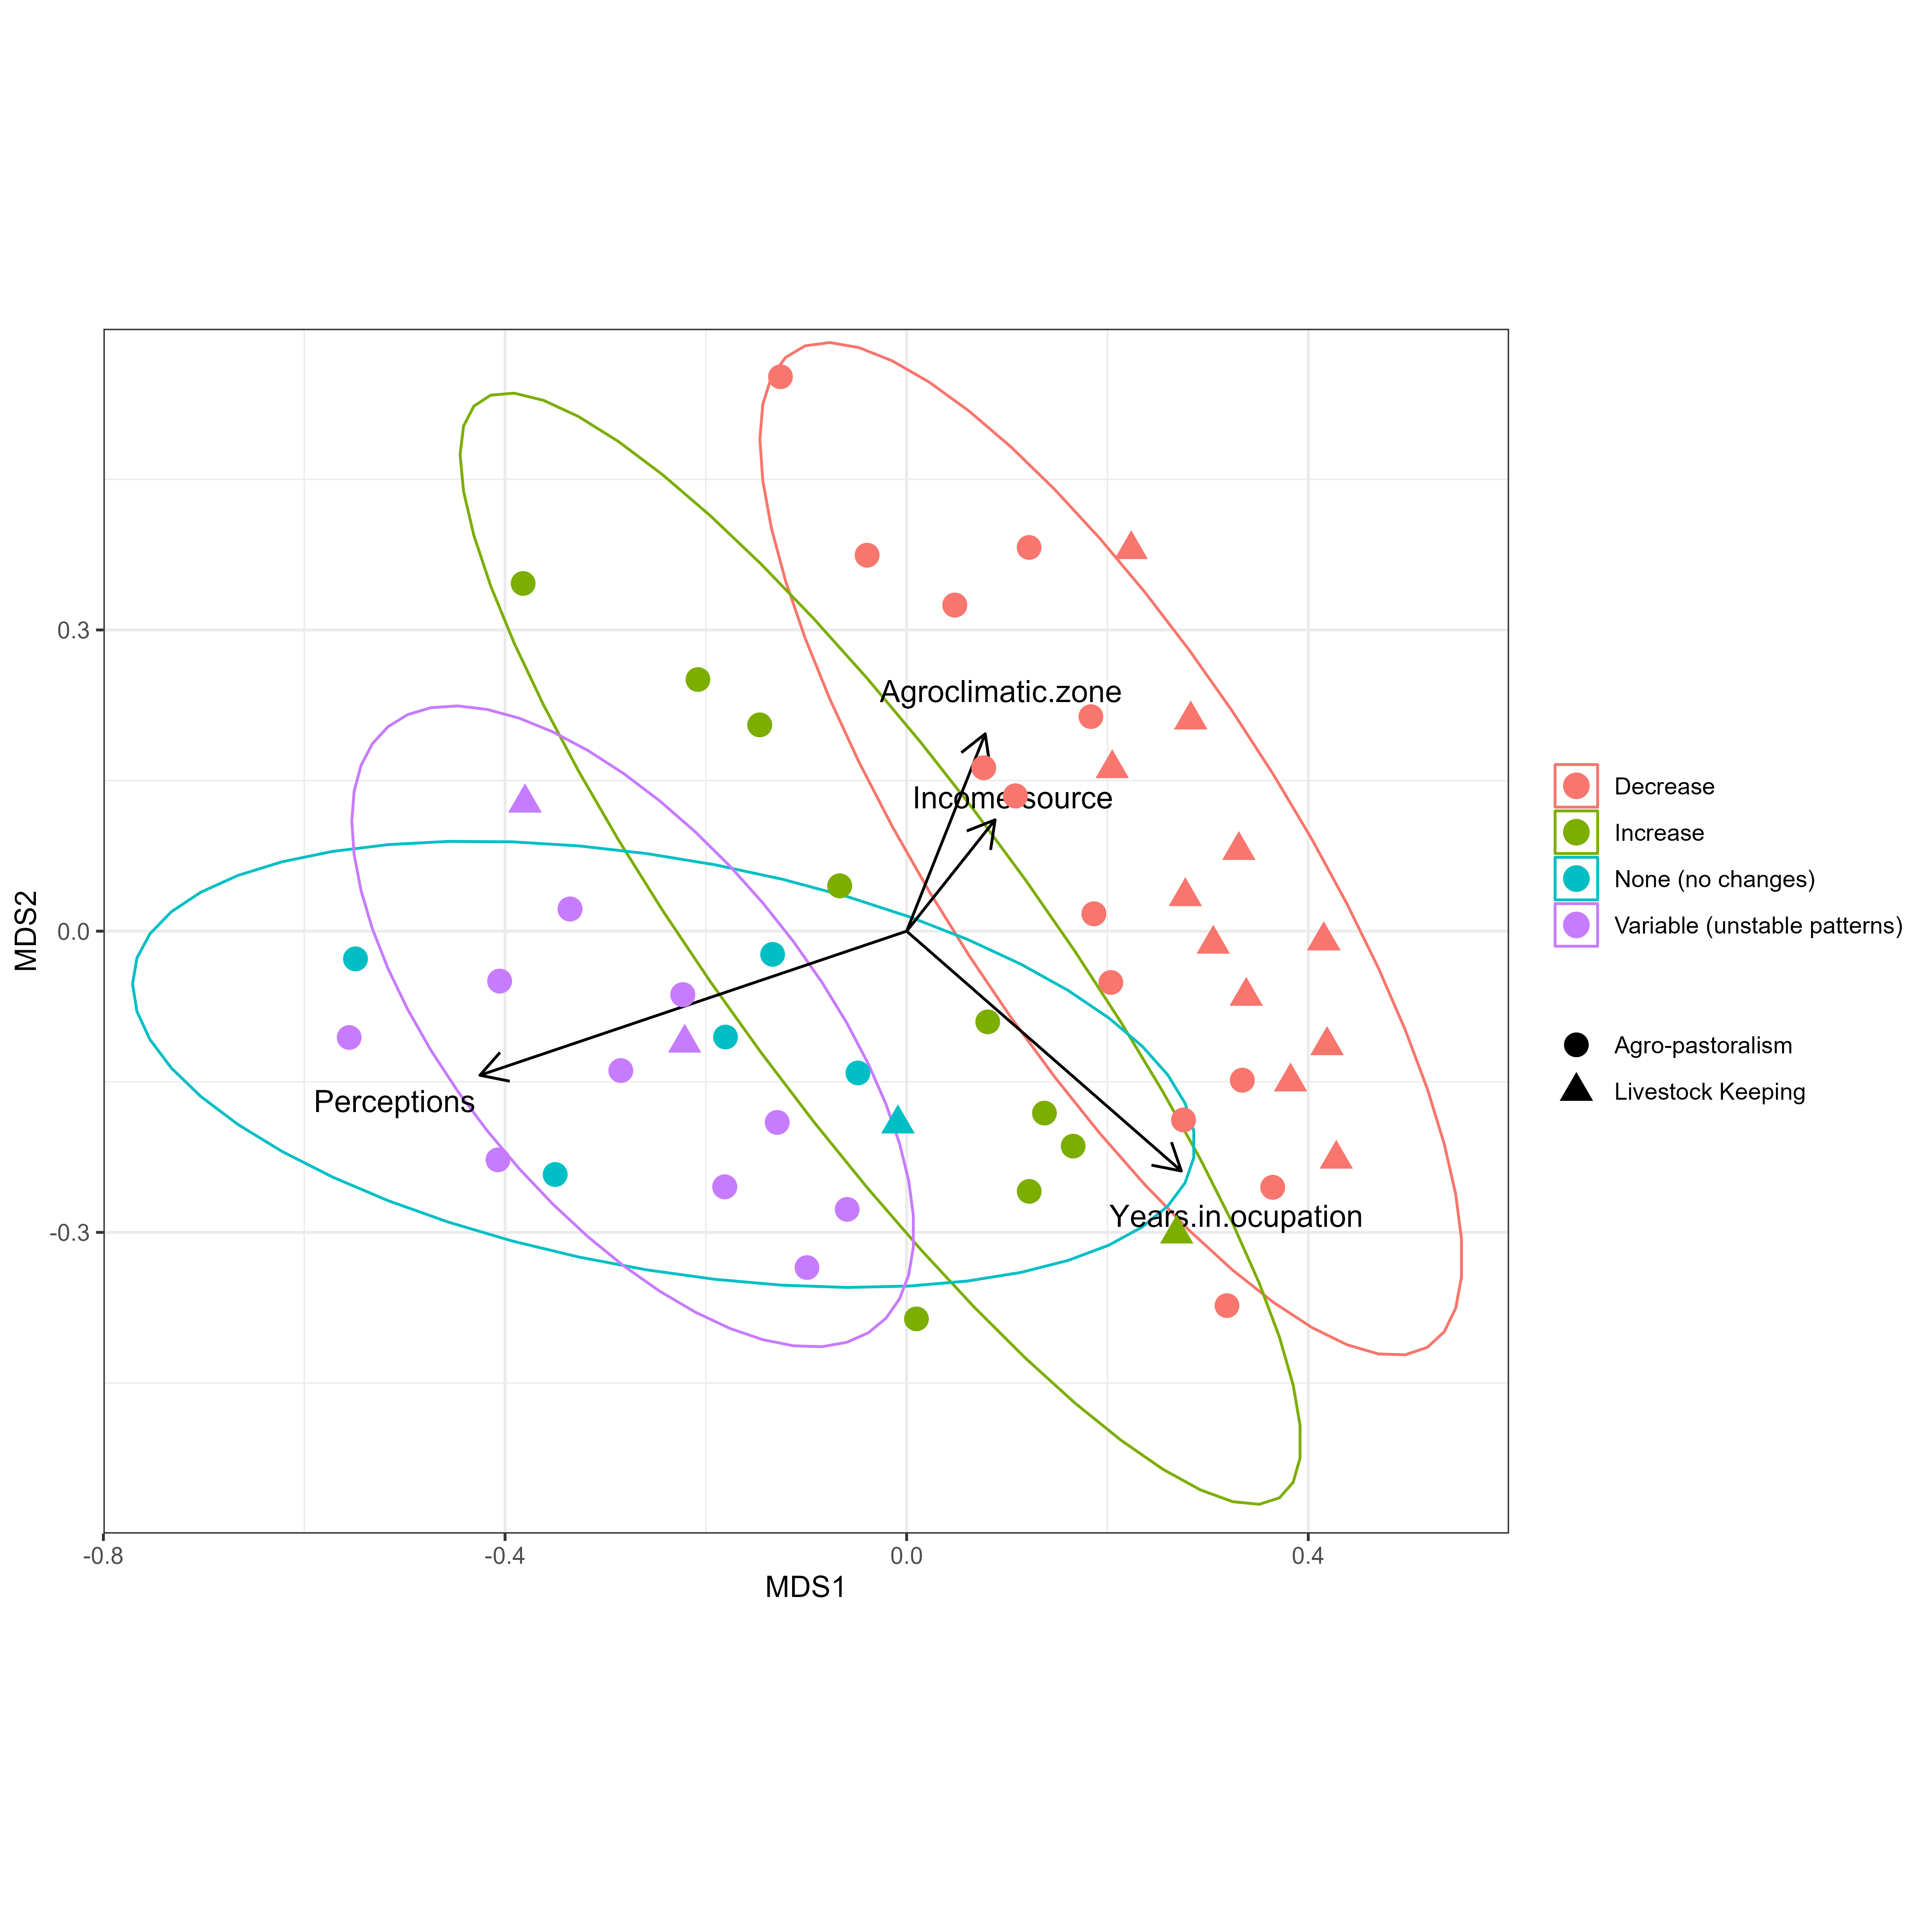 Agroclimatic.zone
Income.source
Perceptions
Years.in.ocupation
0.3
0.0
-0.3
-0.8
-0.4
0.0
0.4
MDS1
MDS2
Decrease
Increase
None (no changes)
Variable (unstable patterns)
Agro-pastoralism
Livestock Keeping